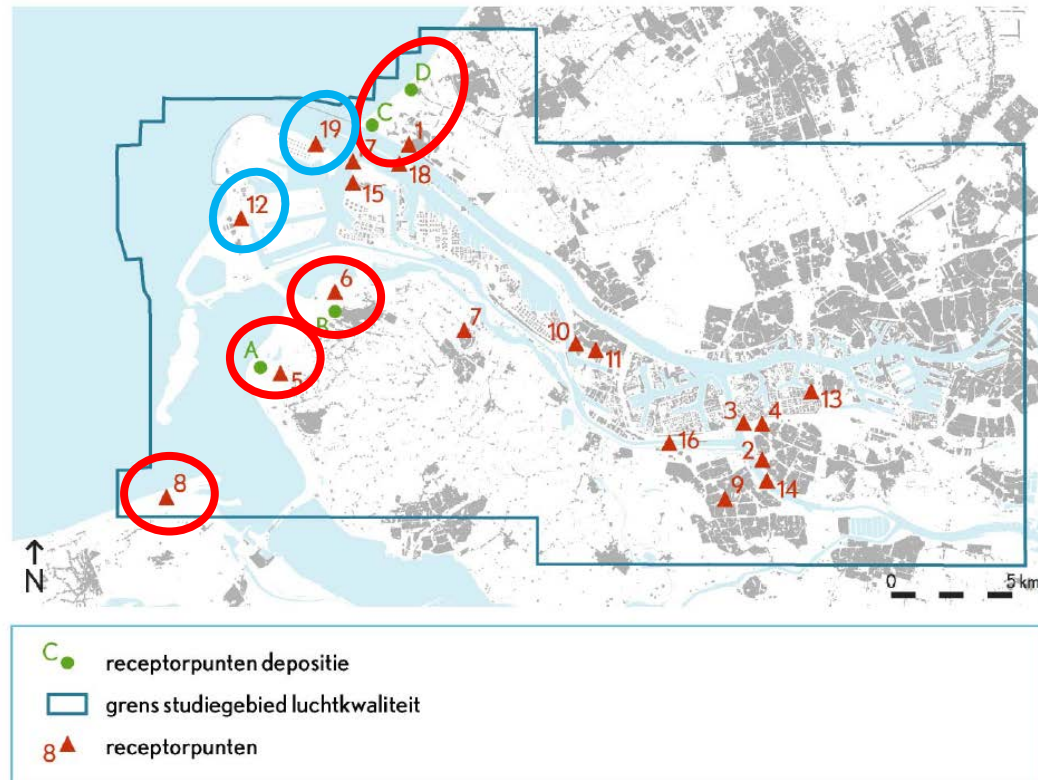 D
C
19
1
17
18
15
12
6
B
7
A
5
10
11
13
3
4
16
2
8
9
14
N
0 5 km
C receptorpunten depositie
grens studiegebied luchtkwaliteit
8 receptorpunten